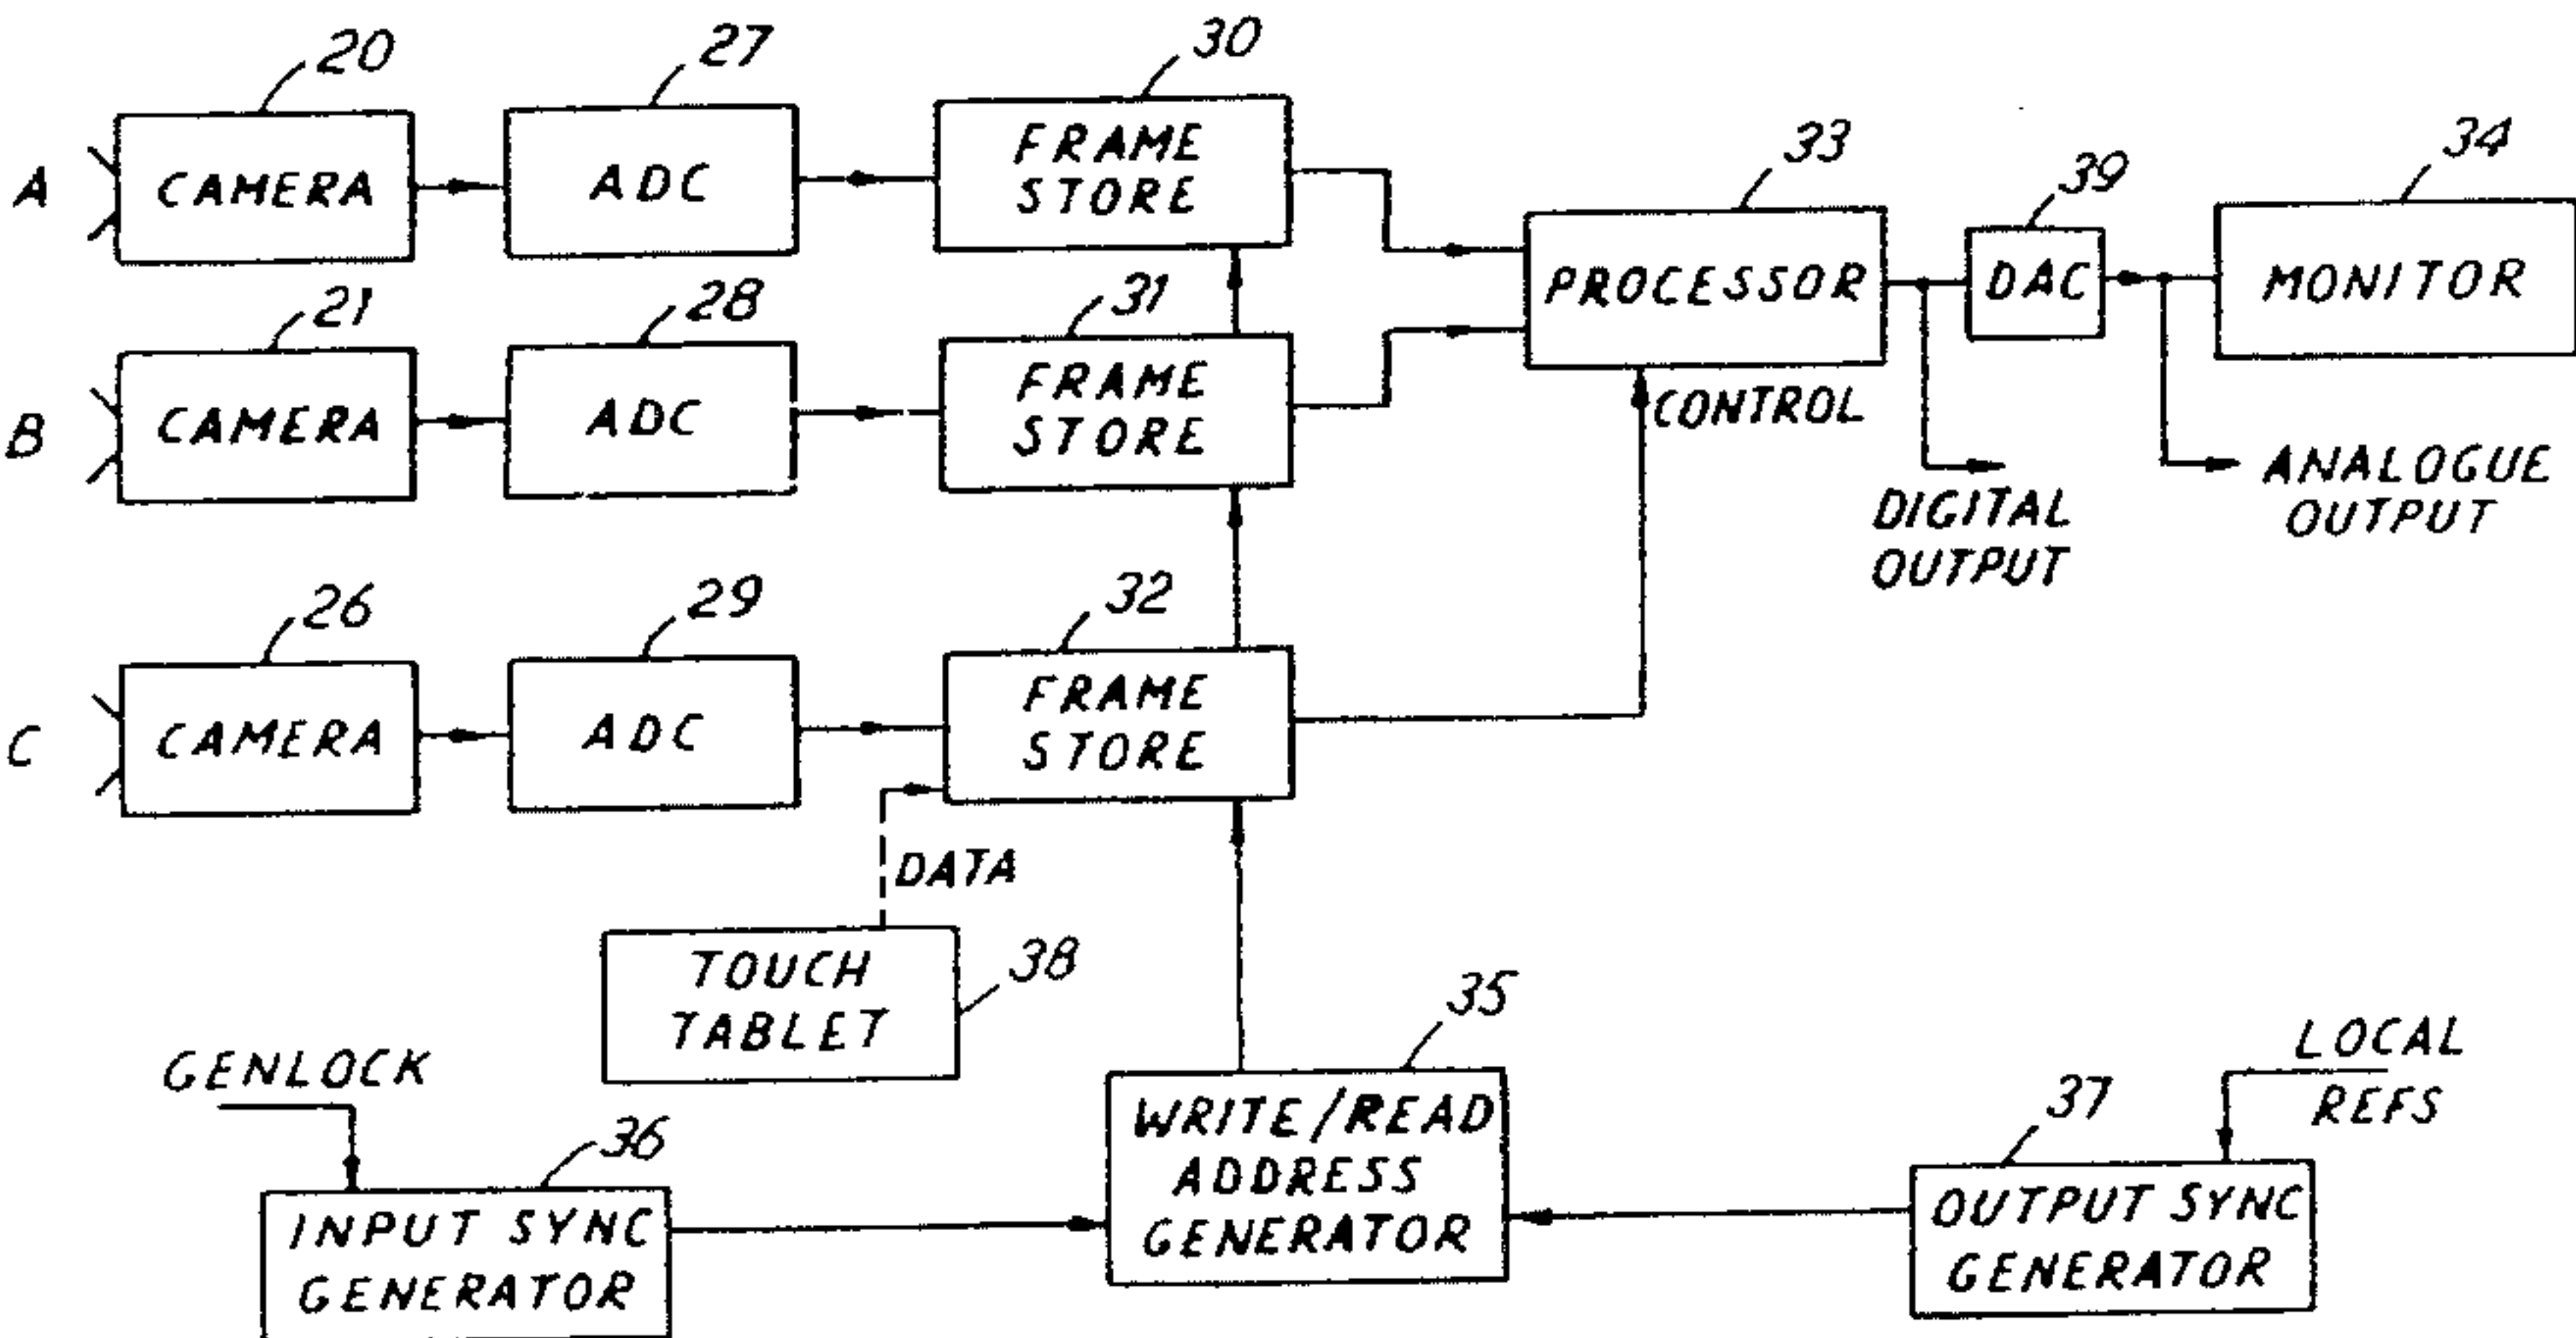 20
27
30
A
CAMERA
ADC
FRAME
STORE
33
39
34
PROCESSOR
DAC
MONITOR
21
28
31
B
CAMERA
ADC
FRAME
STORE
CONTROL
DIGITAL
OUTPUT
ANALOGUE
OUTPUT
26
29
32
C
CAMERA
ADC
FRAME
STORE
DATA
TOUCH
TABLET
38
35
GENLOCK
36
INPUT SYNC
GENERATOR
WRITE/READ
ADDRESS
GENERATOR
37
LOCAL
REFS
OUTPUT SYNC
GENERATOR